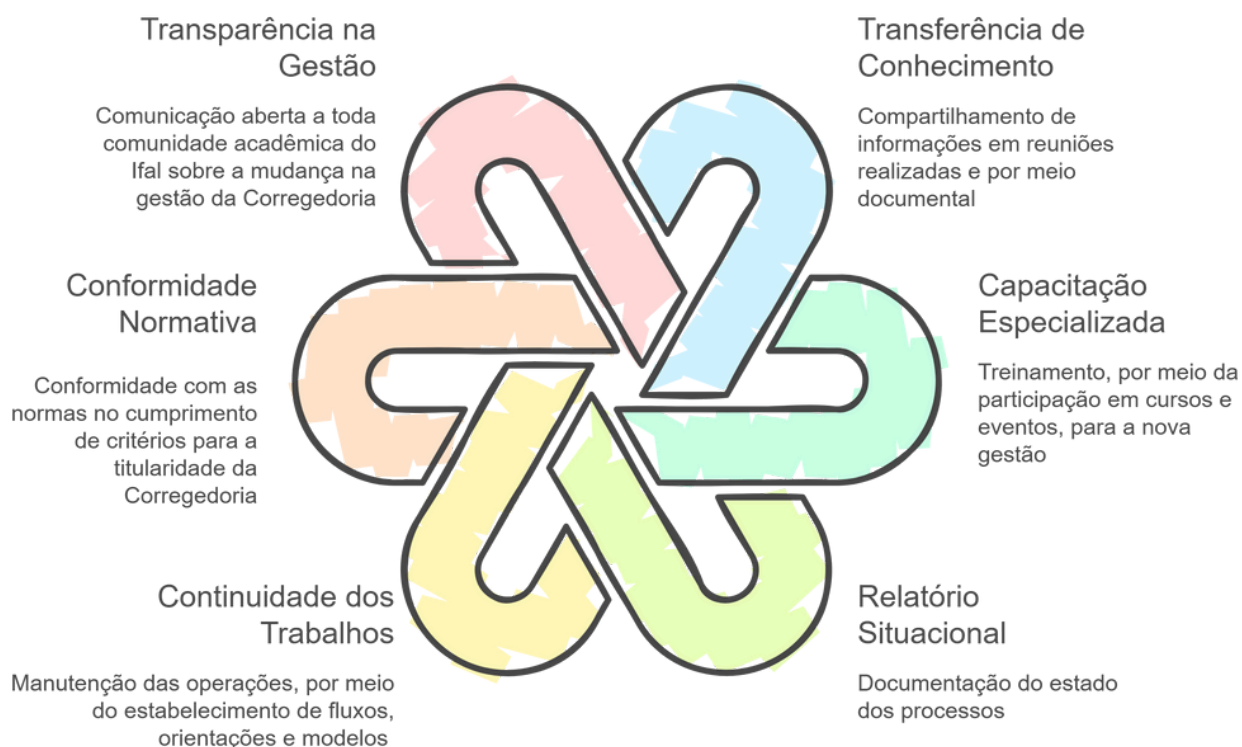 Transparência na
Gestão
Comunicação aberta a toda
comunidade acadêmica do
Ifal sobre a mudança na
gestão da Corregedoria
Transferência de
Conhecimento
Compartilhamento de
informações em reuniões
realizadas e por meio
documental
Conformidade
Normativa
Conformidade com as
normas no cumprimento
de critérios para a
titularidade da
Corregedoria
Capacitação
Especializada
Treinamento, por meio da
participação em cursos e
eventos, para a nova
gestão
Continuidade dos
Trabalhos
Manutenção das operações, por meio
do estabelecimento de fluxos,
orientações e modelos
Relatório
Situacional
Documentação do estado
dos processos